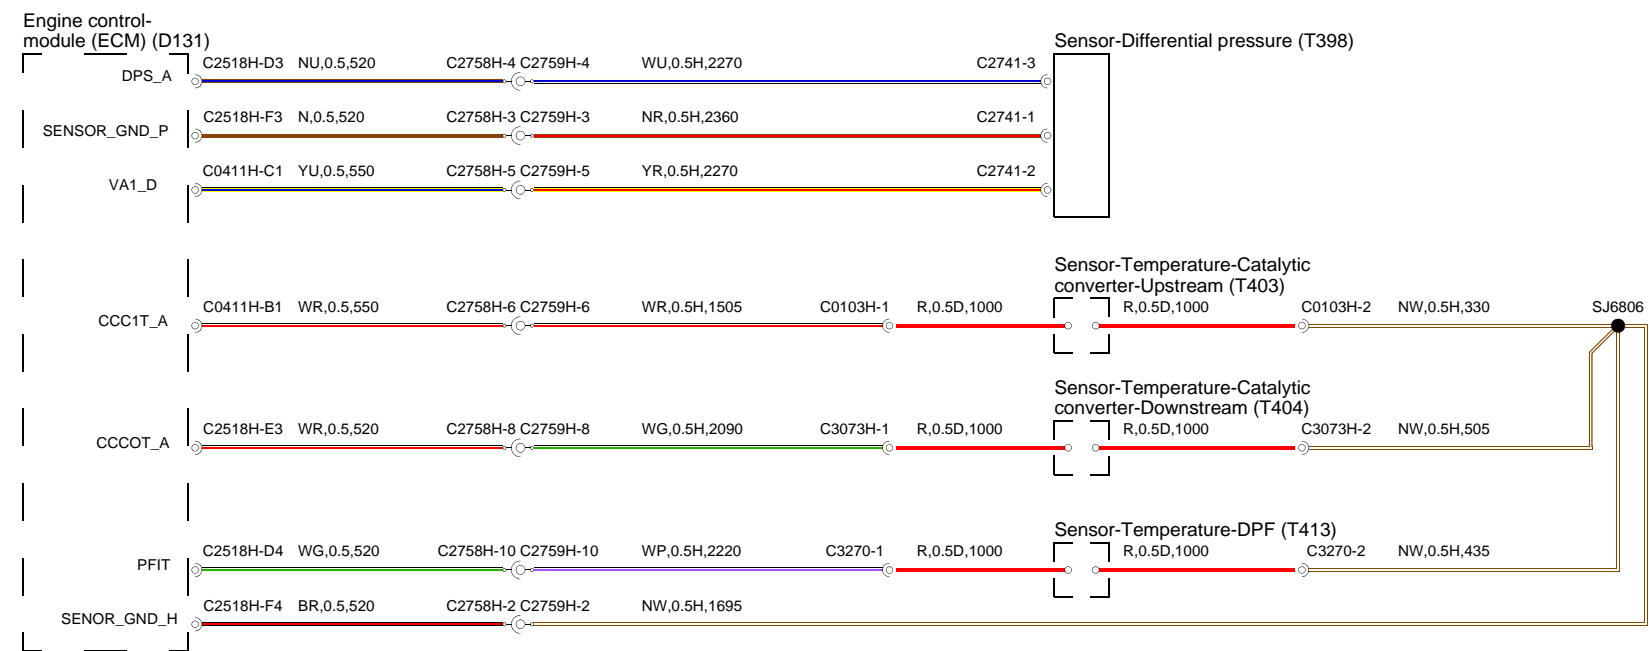 Engine control-
module (ECM) (D131)
Sensor-Differential pressure (T398)
DPS_A
C2518H-D3 NU,0.5,520 C2758H-4 C2759H-4 WU,0.5H,2270 C2741-3
SENSOR_GND_P
C2518H-F3 N,0.5,520 C2758H-3 C2759H-3 NR,0.5H,2360 C2741-1
VA1_D
C0411H-C1 YU,0.5,550 C2758H-5 C2759H-5 YR,0.5H,2270 C2741-2
Sensor-Temperature-Catalytic
converter-Upstream (T403)
CCC1T_A
C0411H-B1 WR,0.5,550 C2758H-6 C2759H-6 WR,0.5H,1505 C0103H-1 R,0.5D,1000 R,0.5D,1000 C0103H-2 NW,0.5H,330 SJ6806
Sensor-Temperature-Catalytic
converter-Downstream (T404)
CCCOT_A
C2518H-E3 WR,0.5,520 C2758H-8 C2759H-8 WG,0.5H,2090 C3073H-1 R,0.5D,1000 R,0.5D,1000 C3073H-2 NW,0.5H,505
Sensor-Temperature-DPF (T413)
PFIT
C2518H-D4 WG,0.5,520 C2758H-10 C2759H-10 WP,0.5H,2220 C3270-1 R,0.5D,1000 R,0.5D,1000 C3270-2 NW,0.5H,435
SENOR_GND_H
C2518H-F4 BR,0.5,520 C2758H-2 C2759H-2 NW,0.5H,1695